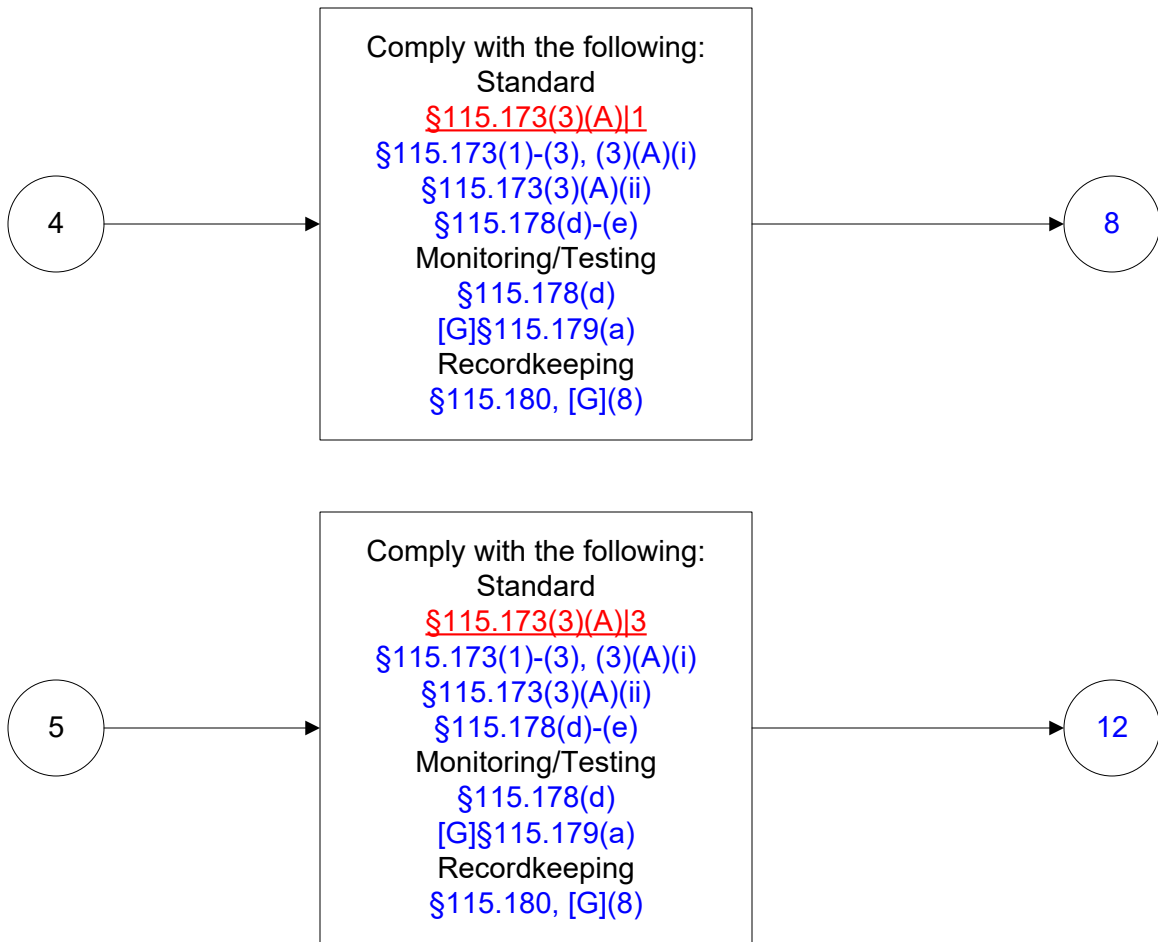 4
Comply with the following:
Standard
§115.173(3)(A)|1
§115.173(1)-(3), (3)(A)(i)
§115.173(3)(A)(ii)
§115.178(d)-(e)
Monitoring/Testing
§115.178(d)
[G]§115.179(a)
Recordkeeping
§115.180, [G](8)
8
5
Comply with the following:
Standard
§115.173(3)(A)|3
§115.173(1)-(3), (3)(A)(i)
§115.173(3)(A)(ii)
§115.178(d)-(e)
Monitoring/Testing
§115.178(d)
[G]§115.179(a)
Recordkeeping
§115.180, [G](8)
12